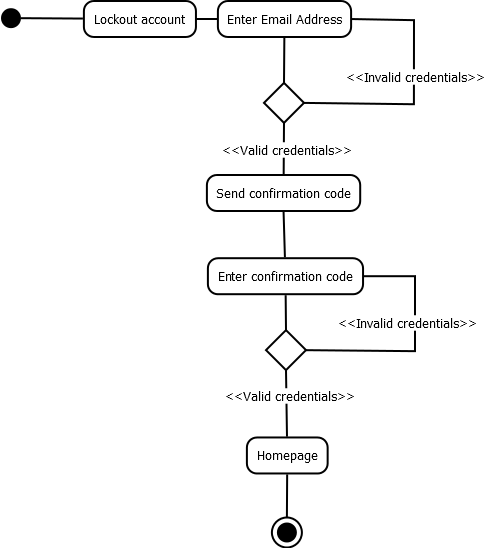 Lockout account
Enter Email Address
<<Invalid credentials>>
<<Valid credentials>>
Send confirmation code
Enter confirmation code
<<Invalid credentials>>
<<Valid credentials>>
Homepage